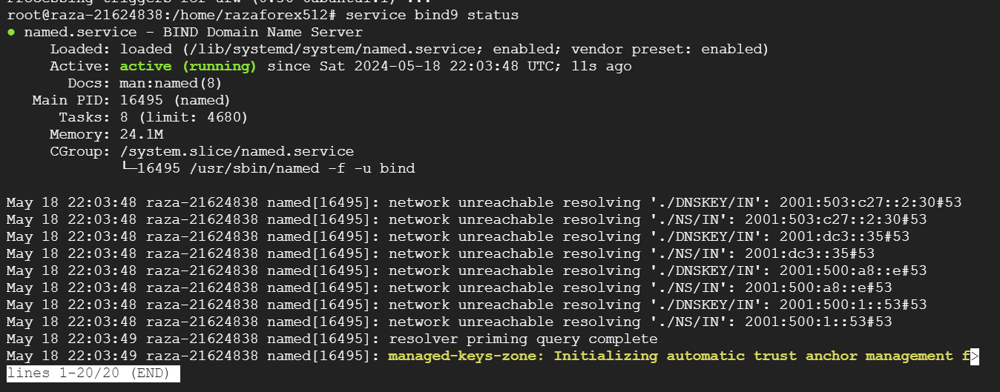 Processing triggers for ufw (0.36-0ubuntu0.1) ...
root@raza-21624838:/home/razaforex512# service bind9 status
● named.service - BIND Domain Name Server
Loaded: loaded (/lib/systemd/system/named.service; enabled; vendor preset: enabled)
Active: active (running) since Sat 2024-05-18 22:03:48 UTC; 11s ago
Docs: man:named(8)
Main PID: 16495 (named)
Tasks: 8 (limit: 4680)
Memory: 24.1M
CGroup: /system.slice/named.service
└─16495 /usr/sbin/named -f -u bind
May 18 22:03:48 raza-21624838 named[16495]: network unreachable resolving './DNSKEY/IN': 2001:503:c27::2:30#53
May 18 22:03:48 raza-21624838 named[16495]: network unreachable resolving './NS/IN': 2001:503:c27::2:30#53
May 18 22:03:48 raza-21624838 named[16495]: network unreachable resolving './DNSKEY/IN': 2001:dc3::35#53
May 18 22:03:48 raza-21624838 named[16495]: network unreachable resolving './NS/IN': 2001:dc3::35#53
May 18 22:03:48 raza-21624838 named[16495]: network unreachable resolving './DNSKEY/IN': 2001:500:a8::e#53
May 18 22:03:48 raza-21624838 named[16495]: network unreachable resolving './NS/IN': 2001:500:a8::e#53
May 18 22:03:48 raza-21624838 named[16495]: network unreachable resolving './DNSKEY/IN': 2001:500:1::53#53
May 18 22:03:48 raza-21624838 named[16495]: network unreachable resolving './NS/IN': 2001:500:1::53#53
May 18 22:03:49 raza-21624838 named[16495]: resolver priming query complete
May 18 22:03:49 raza-21624838 named[16495]: managed-keys-zone: Initializing automatic trust anchor management f>
lines 1-20/20 (END)